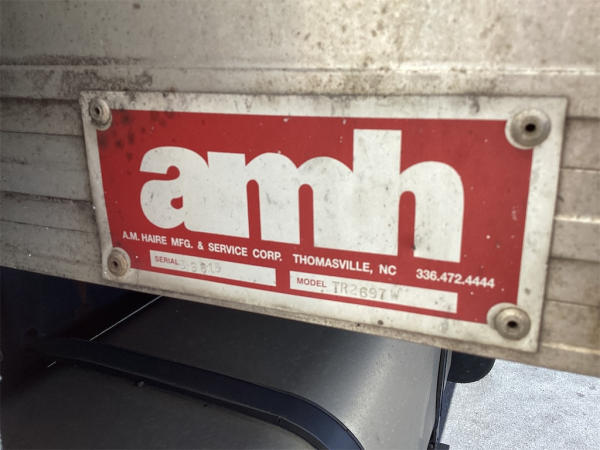 amh
A.M. HAIRE MFG. & SERVICE CORP. THOMASVILLE, NC 336.472.4444
SERIAL
MODEL TR2697W